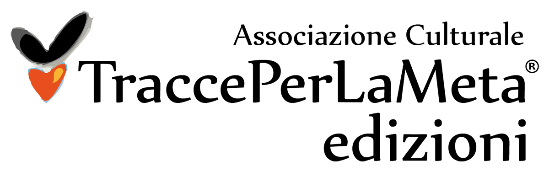 Associazione Culturale
TraccePerLaMeta®
edizioni